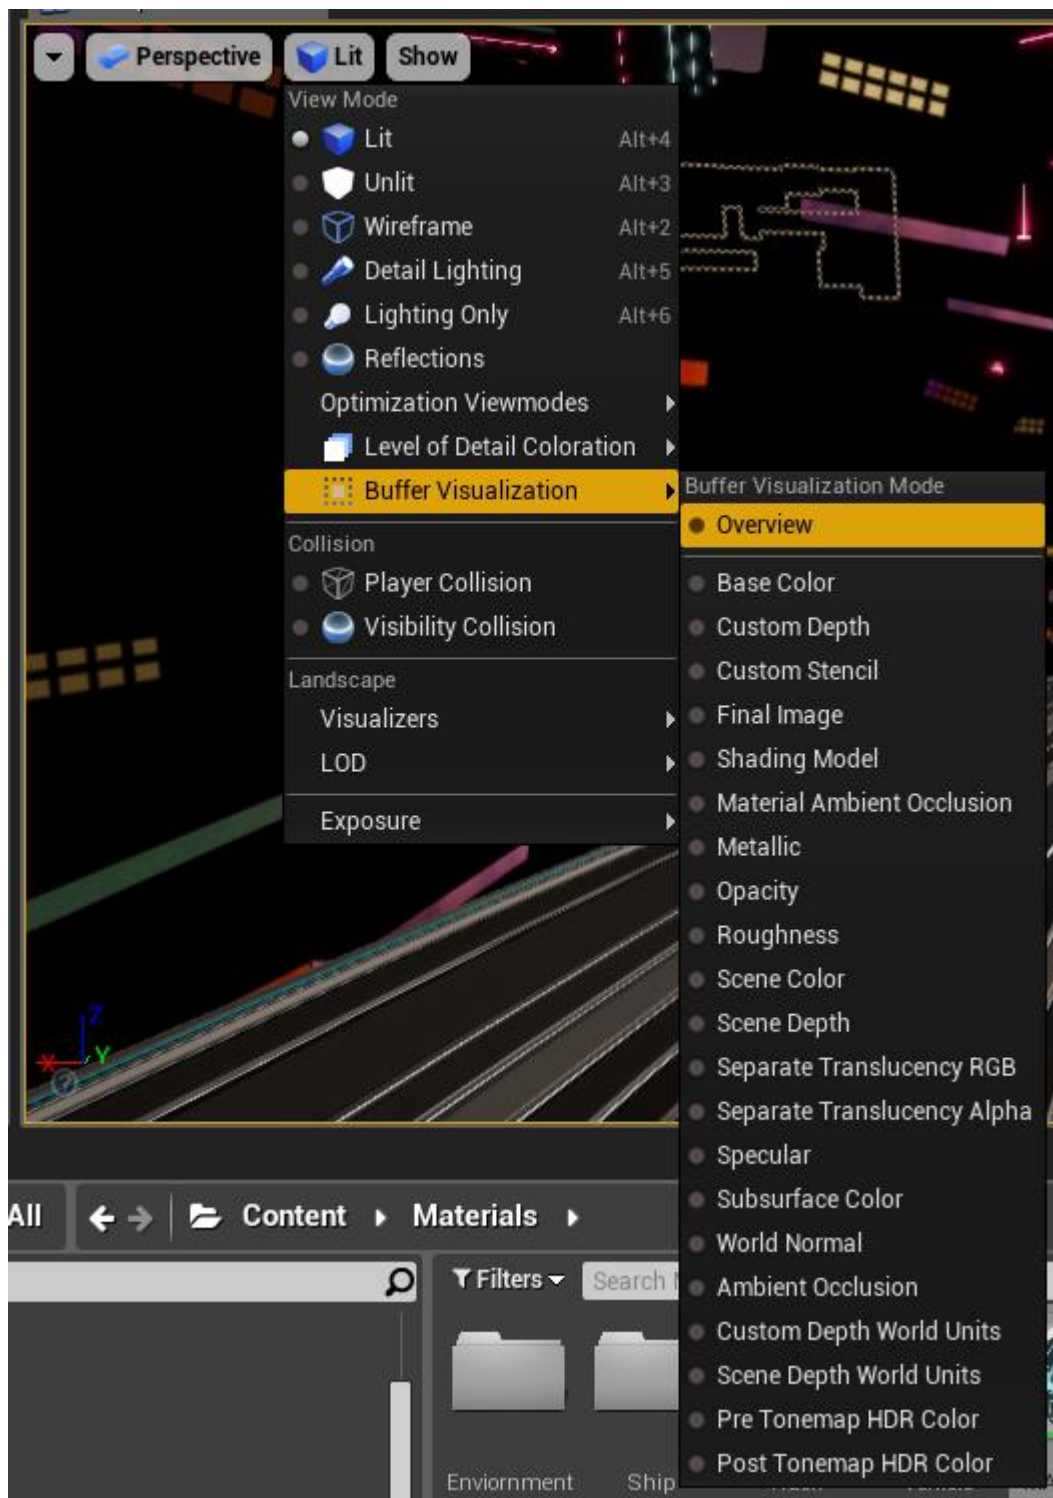 Perspective Lit Show
View Mode
Lit Alt+4
Unlit Alt+3
Wireframe Alt+2
Detail Lighting Alt+5
Lighting Only Alt+6
Reflections
Optimization Viewmodes
Level of Detail Coloration
Buffer Visualization
Collision
Player Collision
Visibility Collision
Landscape
Visualizers
LOD
Exposure
Buffer Visualization Mode
Overview
Base Color
Custom Depth
Custom Stencil
Final Image
Shading Model
Material Ambient Occlusion
Metallic
Opacity
Roughness
Scene Color
Scene Depth
Separate Translucency RGB
Separate Translucency Alpha
Specular
Subsurface Color
World Normal
Ambient Occlusion
Custom Depth World Units
Scene Depth World Units
Pre Tonemap HDR Color
Post Tonemap HDR Color
Z
X Y
?
All Content Materials
Filters Search
Enviornment Ship